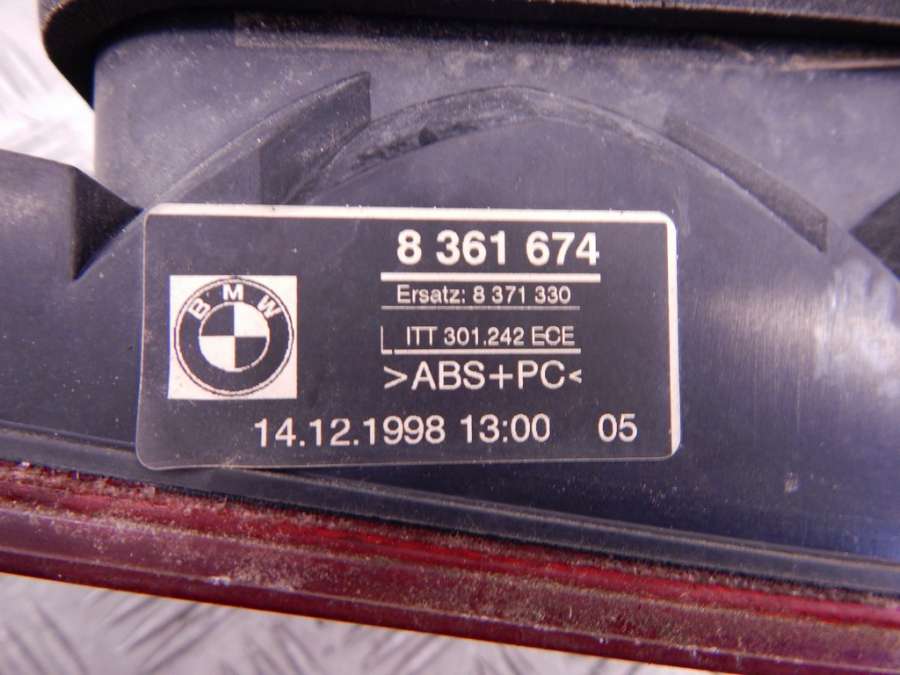 8 361 674
BMW
Ersatz: 8 371 330
ITT 301.242 ECE
>ABS+PC<
14.12.1998 13:00 05